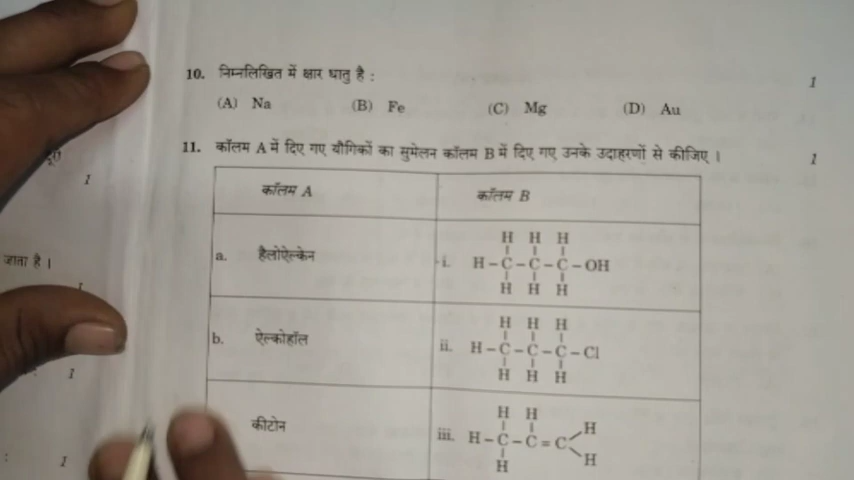 10. निम्नलिखित में क्षार धातु है : 1
(A) Na (B) Fe (C) Mg (D) Au
11. कॉलम A में दिए गए यौगिकों का सुमेलन कॉलम B में दिए गए उनके उदाहरणों से कीजिए । 1
कॉलम A कॉलम B
H H H
a. हैलोऐल्केन i. H – C – C – C – OH
H H H
H H H
b. ऐल्कोहॉल ii. H – C – C – C – Cl
H H H
H H
कीटोन iii. H – C – C = C H
H
H
1
जाता है ।
1
1
: 1